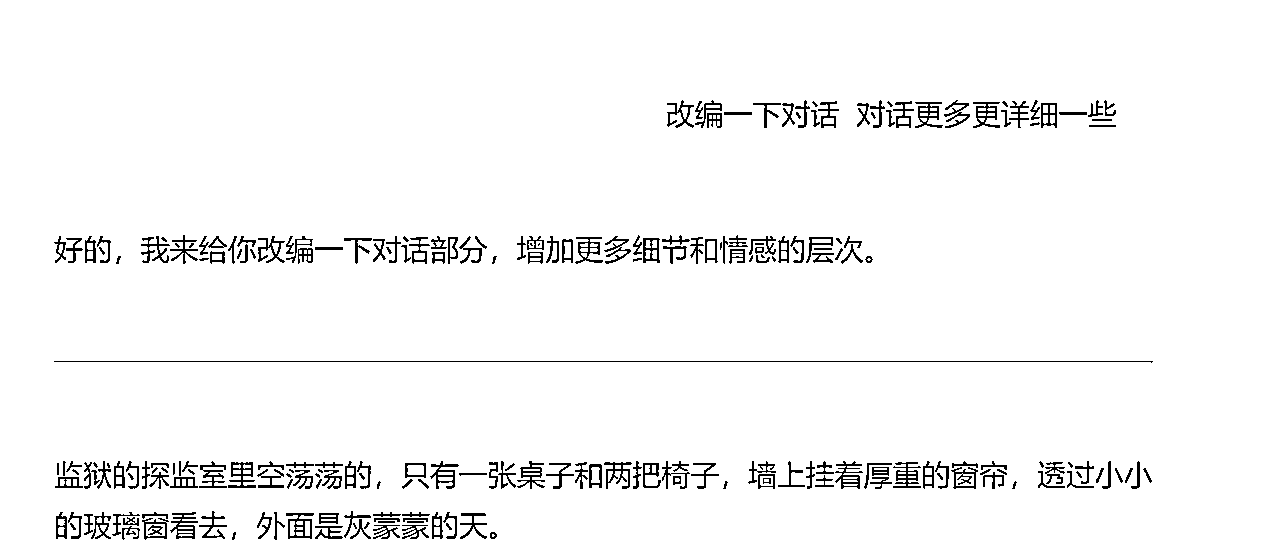 改编一下对话 对话更多更详细一些
好的，我来给你改编一下对话部分，增加更多细节和情感的层次。
监狱的探监室里空荡荡的，只有一张桌子和两把椅子，墙上挂着厚重的窗帘，透过小小
的玻璃窗看去，外面是灰蒙蒙的天。